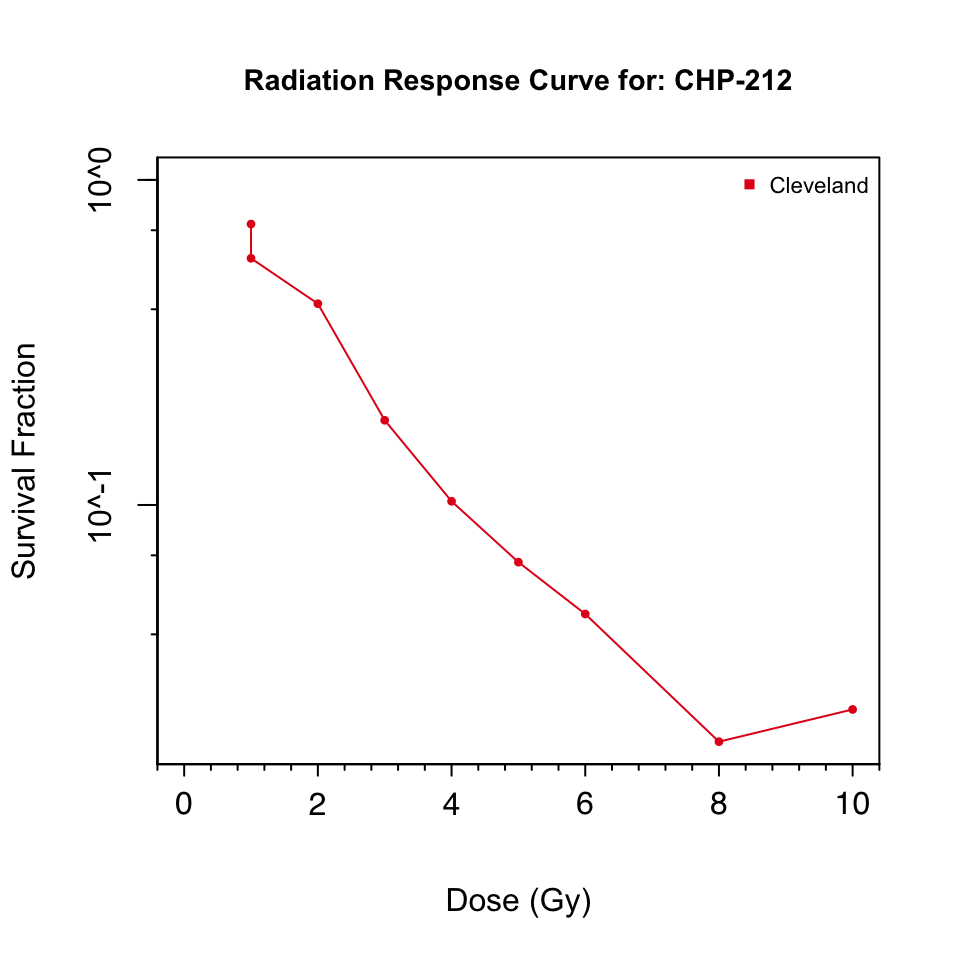 Radiation Response Curve for: CHP-212
Cleveland
10^0
10^-1
Survival Fraction
0 2 4 6 8 10
Dose (Gy)